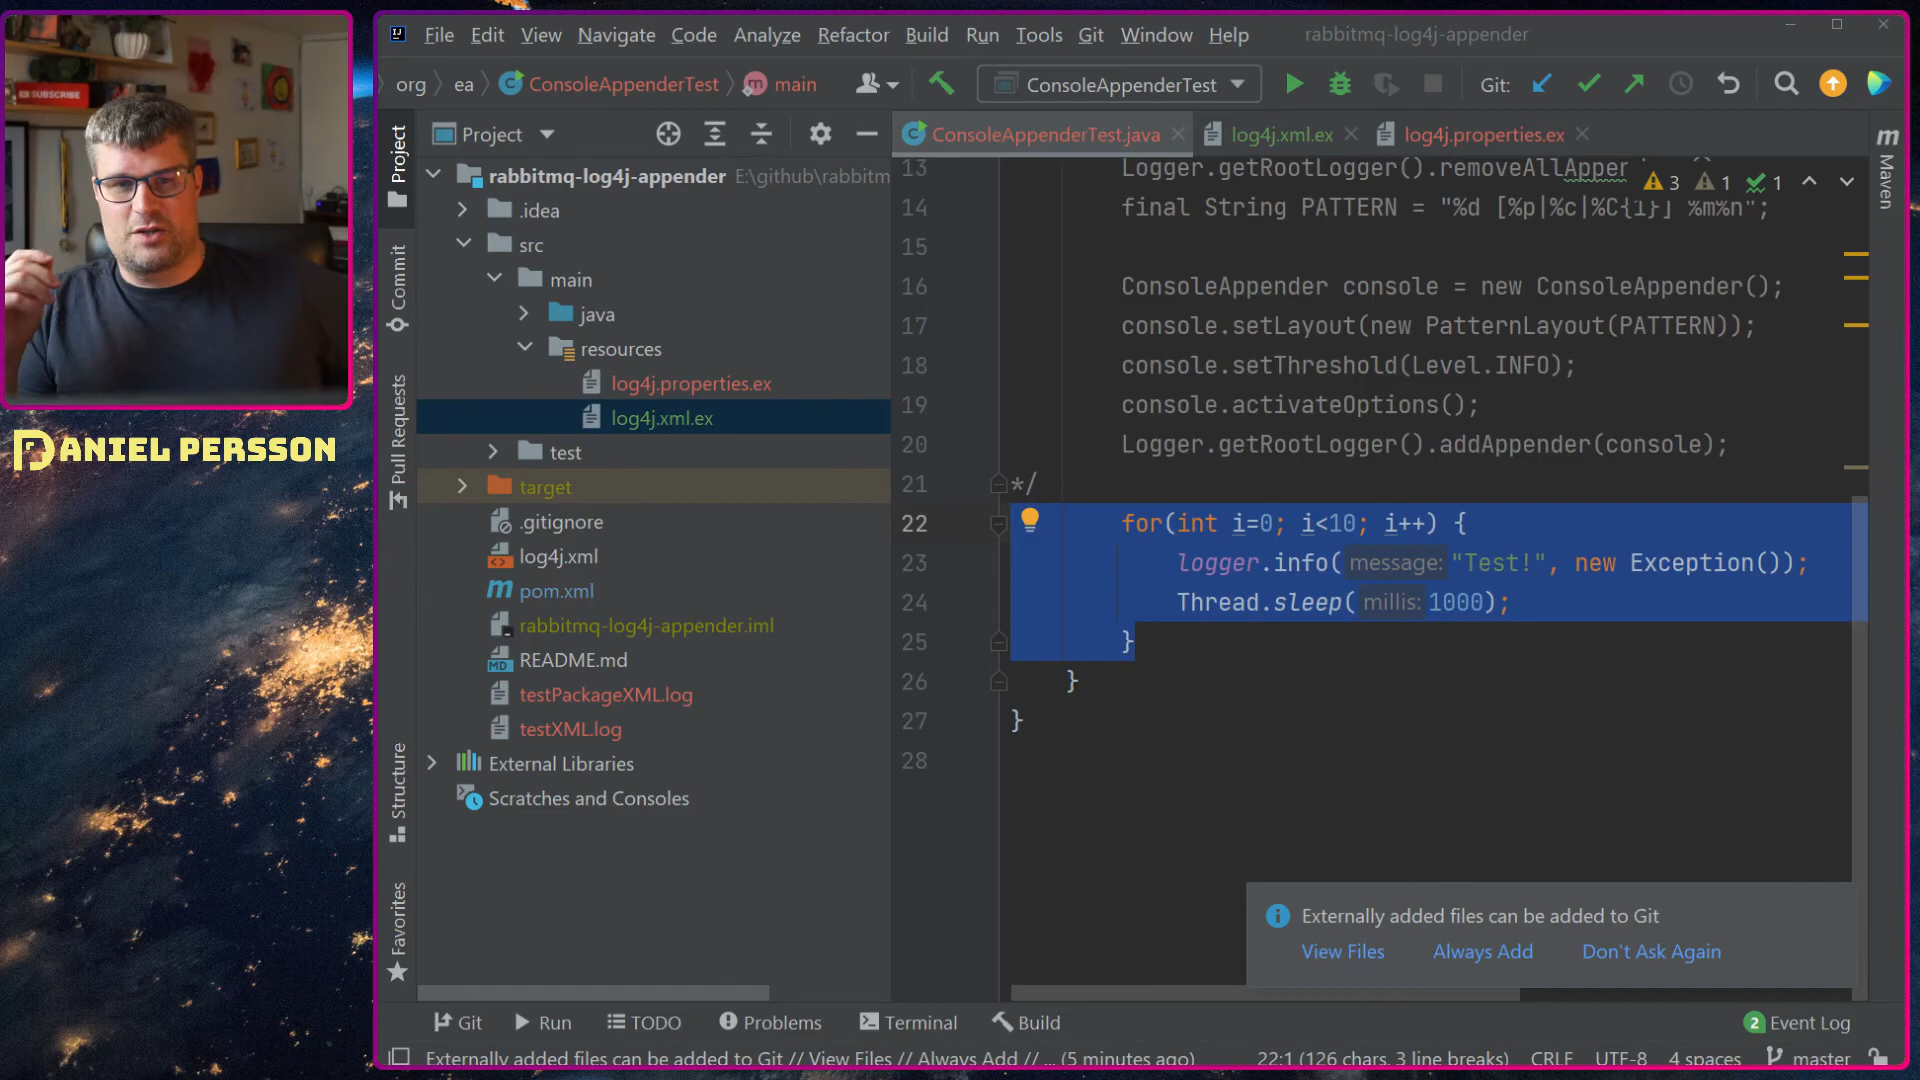 SUBSCRIBE
DANIEL PERSSON
File Edit View Navigate Code Analyze Refactor Build Run Tools Git Window Help rabbitmq-log4j-appender
org ea ConsoleAppenderTest main ConsoleAppenderTest Git:
Project
ConsoleAppenderTest.java log4j.xml.ex log4j.properties.ex
Project
Commit
Pull Requests
Structure
Favorites
Maven
rabbitmq-log4j-appender E:\github\rabbitm
.idea
src
main
java
resources
log4j.properties.ex
log4j.xml.ex
test
target
.gitignore
log4j.xml
pom.xml
rabbitmq-log4j-appender.iml
README.md
testPackageXML.log
testXML.log
External Libraries
Scratches and Consoles
3 1 1
13 Logger.getRootLogger().removeAllAppen
14 final String PATTERN = "%d [%p|%c|%C{1}] %m%n";
15
16 ConsoleAppender console = new ConsoleAppender();
17 console.setLayout(new PatternLayout(PATTERN));
18 console.setThreshold(Level.INFO);
19 console.activateOptions();
20 Logger.getRootLogger().addAppender(console);
21 */
22 for(int i=0; i<10; i++) {
23 logger.info( message: "Test!", new Exception());
24 Thread.sleep( millis: 1000);
25 }
26 }
27 }
28
Externally added files can be added to Git
View Files Always Add Don't Ask Again
Git Run TODO Problems Terminal Build 2 Event Log
Externally added files can be added to Git // View Files // Always Add // ... (5 minutes ago) 22:1 (126 chars, 3 line breaks) CRLF UTF-8 4 spaces master